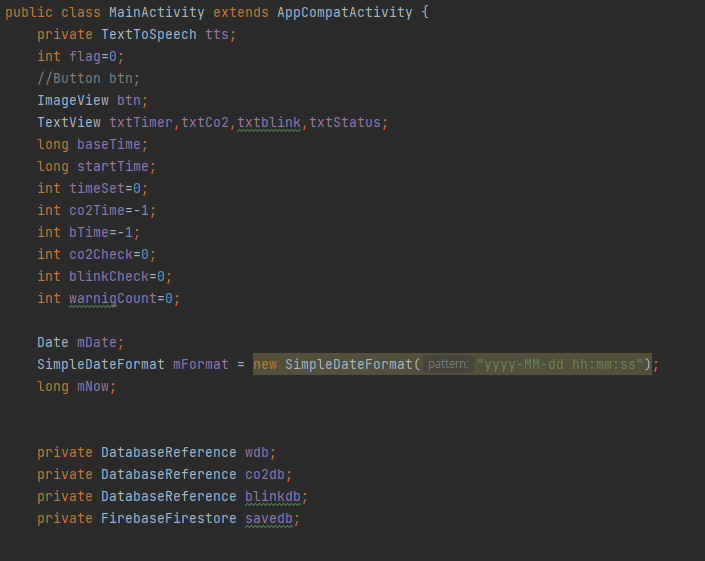 public class MainActivity extends AppCompatActivity {
private TextToSpeech tts;
int flag=0;
//Button btn;
ImageView btn;
TextView txtTimer,txtCo2,txtblink,txtStatus;
long baseTime;
long startTime;
int timeSet=0;
int co2Time=-1;
int bTime=-1;
int co2Check=0;
int blinkCheck=0;
int warnigCount=0;
Date mDate;
SimpleDateFormat mFormat = new SimpleDateFormat( pattern: "yyyy-MM-dd hh:mm:ss");
long mNow;
private DatabaseReference wdb;
private DatabaseReference co2db;
private DatabaseReference blinkdb;
private FirebaseFirestore savedb;